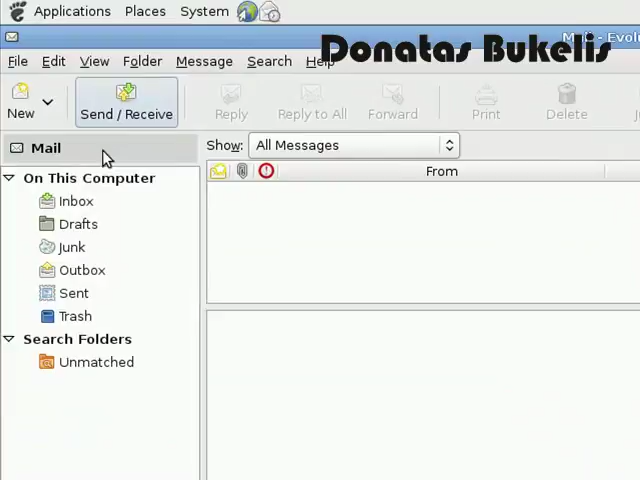 Applications Places System
Mail - Evolu
Donatas Bukelis
File Edit View Folder Message Search Help
New Send / Receive Reply Reply to All Forward Print Delete
Mail Show: All Messages
From
On This Computer
Inbox
Drafts
Junk
Outbox
Sent
Trash
Search Folders
Unmatched